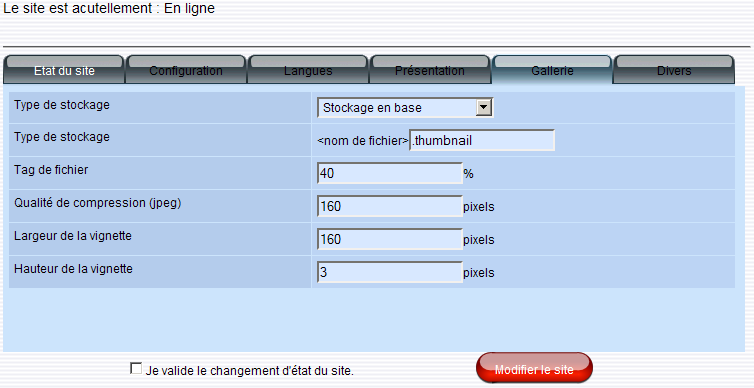 Le site est acutellement : En ligne
Etat du site Configuration Langues Présentation Gallerie Divers
Type de stockage Stockage en base
Type de stockage <nom de fichier> .thumbnail
Tag de fichier 40 %
Qualité de compression (jpeg) 160 pixels
Largeur de la vignette 160 pixels
Hauteur de la vignette 3 pixels
Je valide le changement d'état du site. Modifier le site